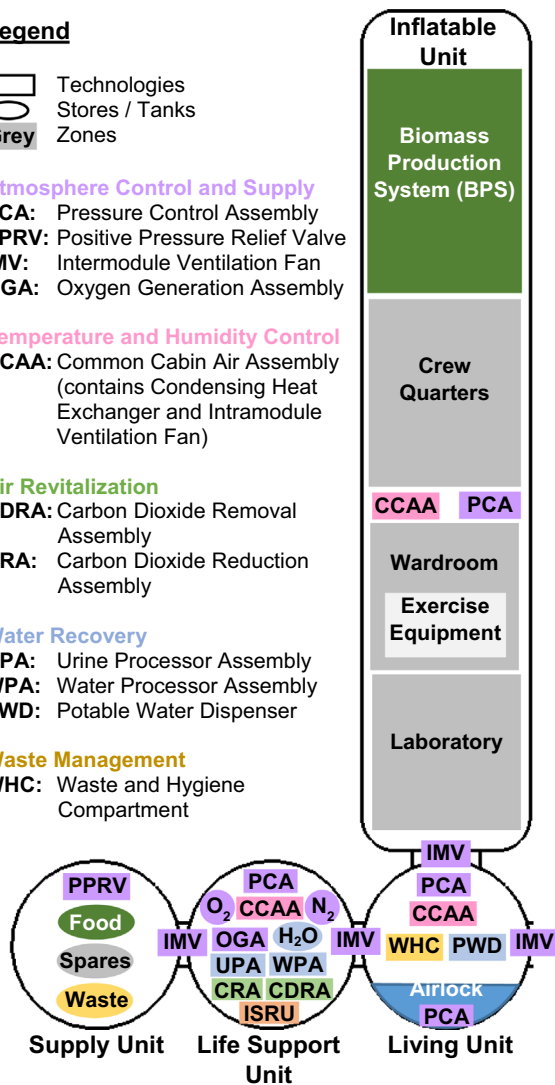 egend
Technologies
Stores / Tanks
rey Zones
tmosphere Control and Supply
CA: Pressure Control Assembly
PRV: Positive Pressure Relief Valve
MV: Intermodule Ventilation Fan
GA: Oxygen Generation Assembly
emperature and Humidity Control
CAA: Common Cabin Air Assembly
(contains Condensing Heat
Exchanger and Intramodule
Ventilation Fan)
ir Revitalization
DRA: Carbon Dioxide Removal
Assembly
RA: Carbon Dioxide Reduction
Assembly
ater Recovery
PA: Urine Processor Assembly
PA: Water Processor Assembly
WD: Potable Water Dispenser
aste Management
HC: Waste and Hygiene
Compartment
Inflatable
Unit
Biomass
Production
System (BPS)
Crew
Quarters
CCAA PCA
Wardroom
Exercise
Equipment
Laboratory
IMV
PPRV
Food
Spares
Waste
Supply Unit
IMV
PCA
O₂ CCAA N₂
OGA H₂O
UPA WPA
CRA CDRA
ISRU
Life Support
Unit
IMV
PCA
CCAA
WHC PWD IMV
Airlock
PCA
Living Unit